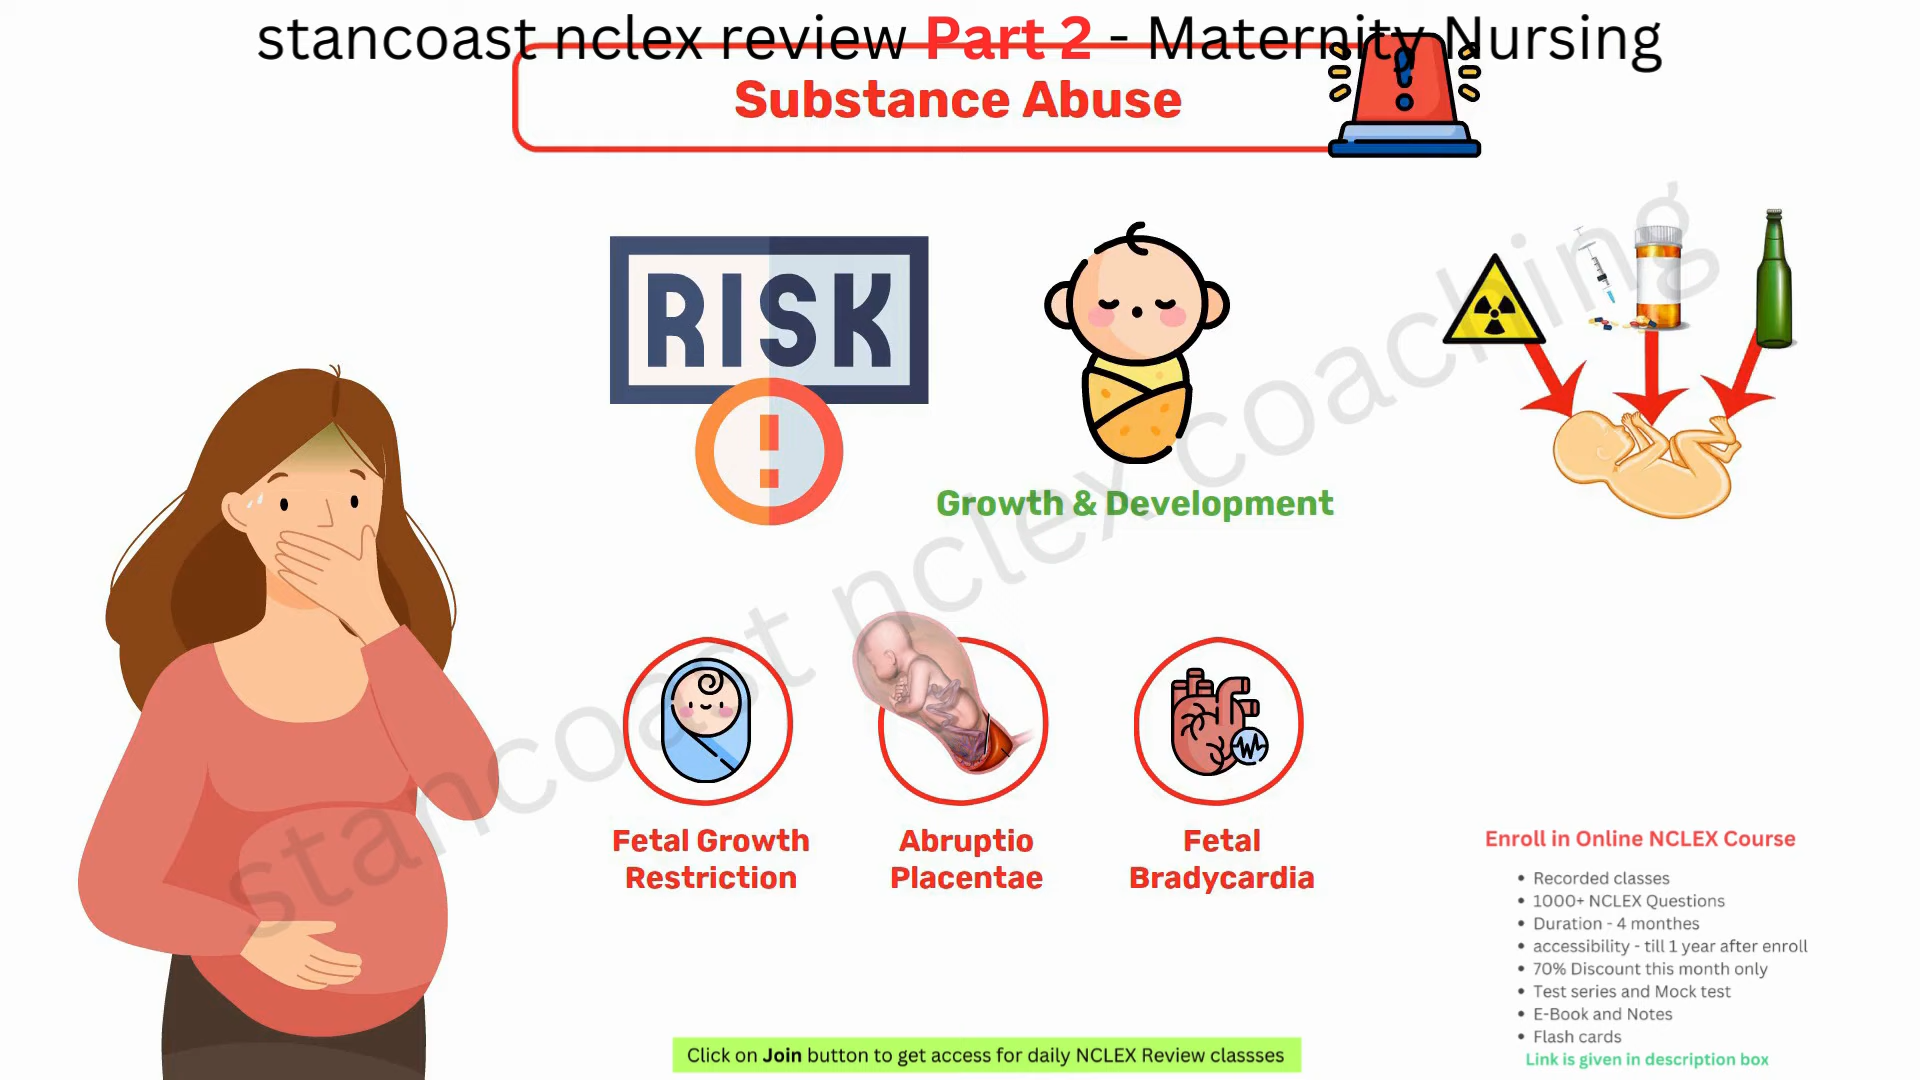 stancoast nclex review Part 2 - Maternity Nursing
Substance Abuse
RISK
Growth & Development
Fetal Growth
Restriction
Abruptio
Placentae
Fetal
Bradycardia
stancoast nclex coaching
Enroll in Online NCLEX Course
• Recorded classes
• 1000+ NCLEX Questions
• Duration - 4 monthes
• accessibility - till 1 year after enroll
• 70% Discount this month only
• Test series and Mock test
• E-Book and Notes
• Flash cards
Link is given in description box
Click on Join button to get access for daily NCLEX Review classses